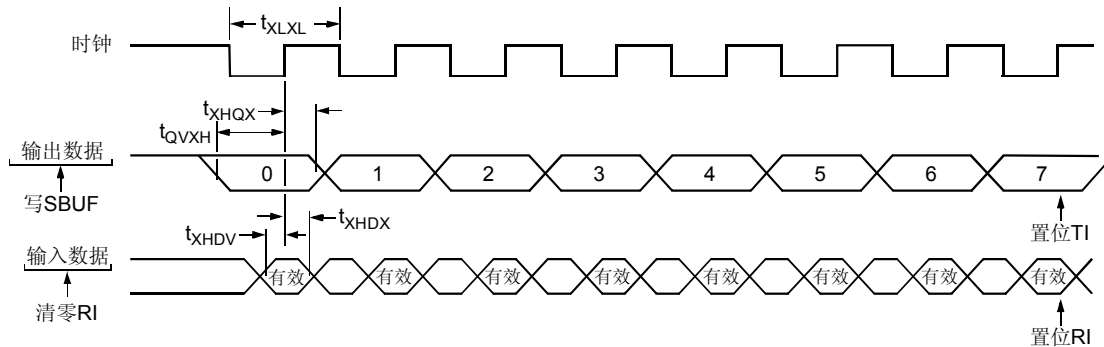 tXLXL
时钟
tXHQX
tQVXH
输出数据
0 1 2 3 4 5 6 7
写SBUF
tXHDX
置位TI
tXHDV
输入数据
有效 有效 有效 有效 有效 有效 有效 有效
清零RI
置位RI